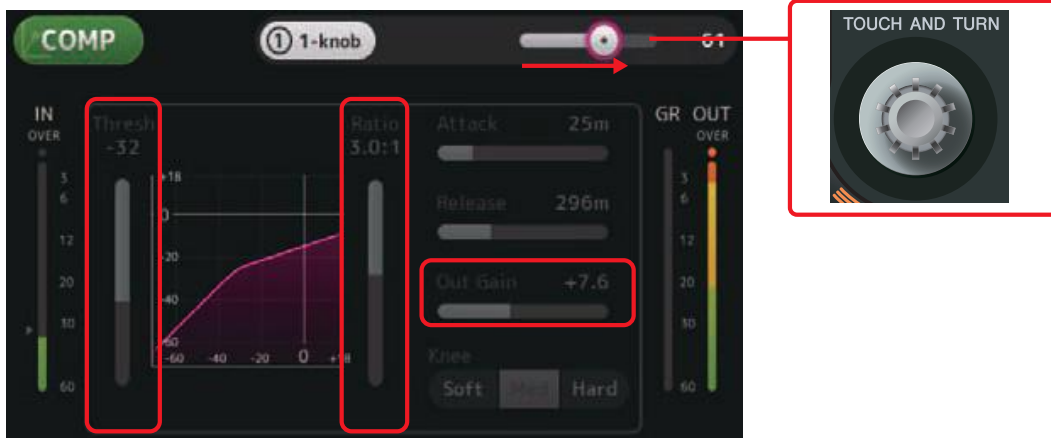 COMP
① 1-knob
61
TOUCH AND TURN
IN
OVER
3
6
12
20
30
60
Thresh
-32
+18
0
-20
-40
-60
-60 -40 -20 0 +18
Ratio
3.0:1
Attack 25m
Release 296m
Out Gain +7.6
Knee
Soft Med Hard
GR OUT
OVER
3
6
12
20
30
60